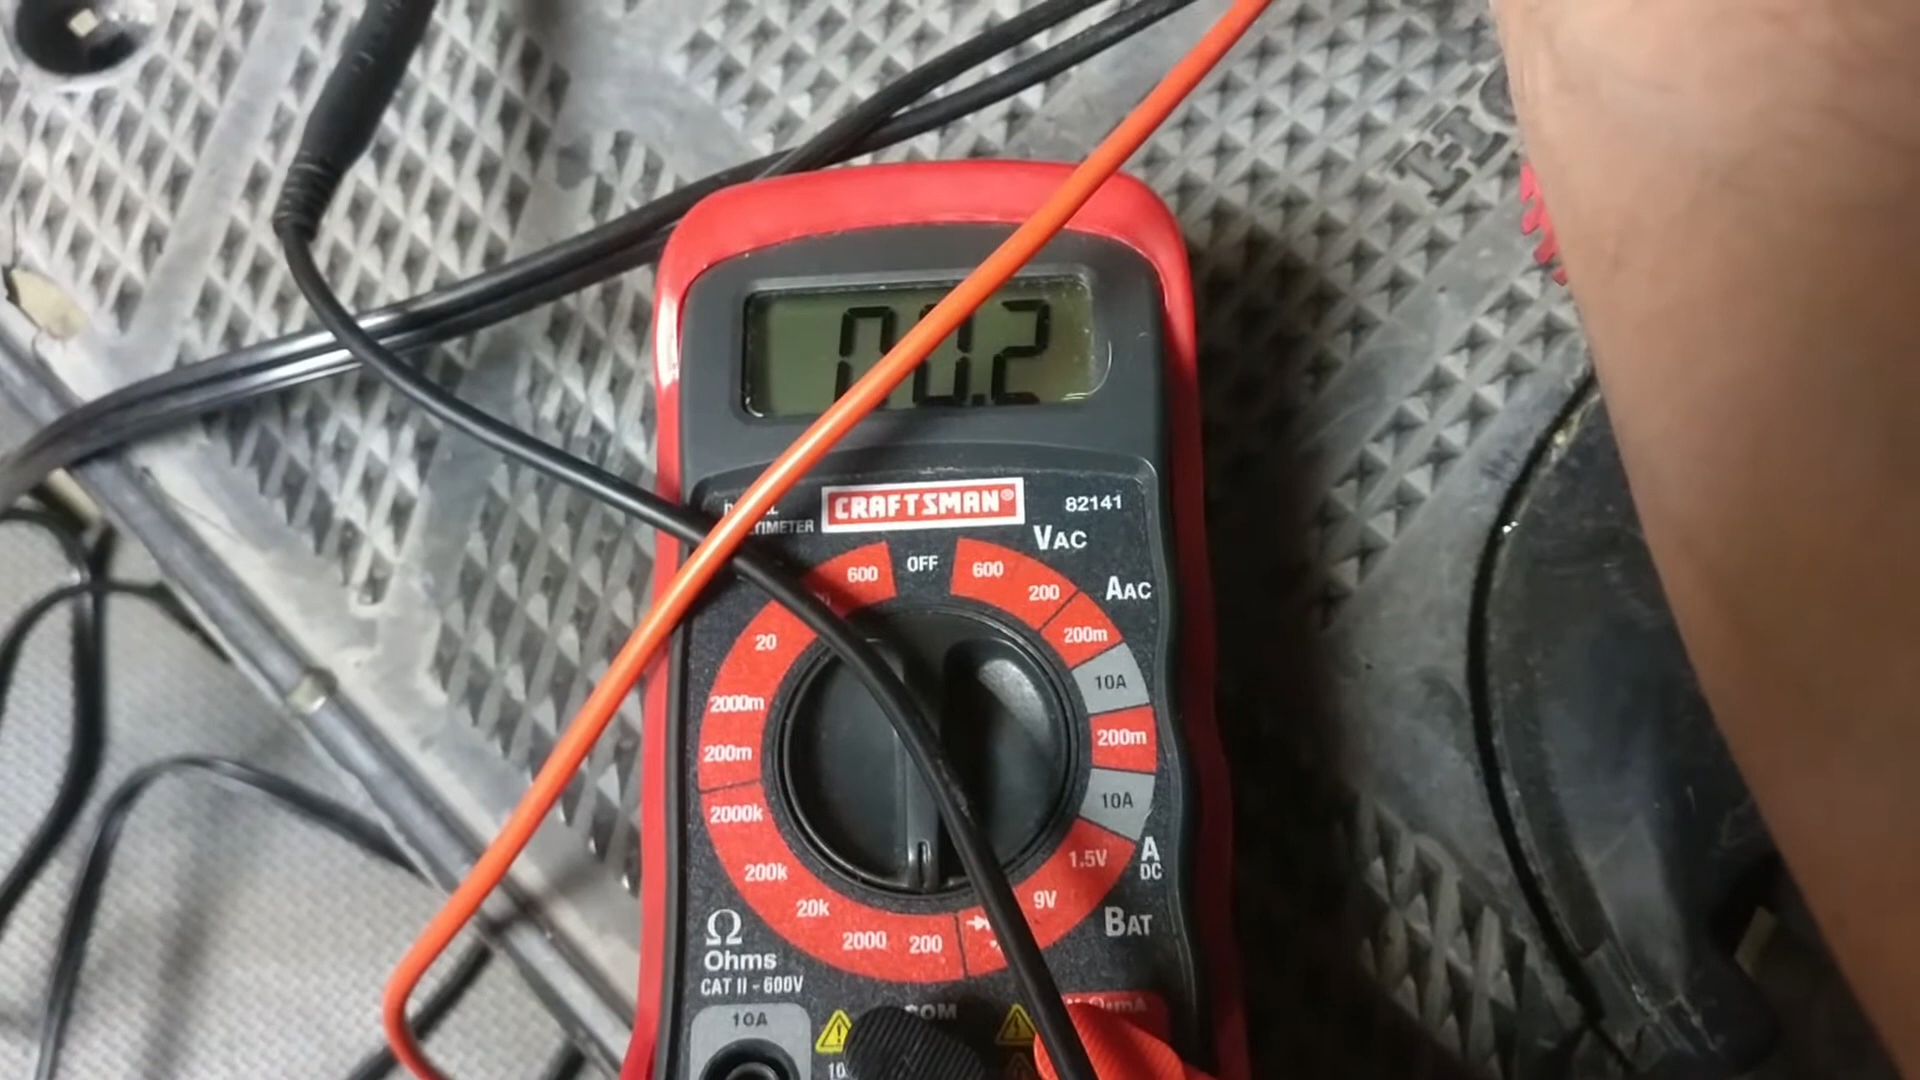 00.2
CRAFTSMAN®
82141
TIMETER
VAC
600
OFF
600
200
AAC
20
200m
10A
2000m
200m
200m
10A
2000k
1.5V
A
DC
200k
9V
20k
BAT
Ω
2000
200
Ohms
CAT II - 600V
10A
COM